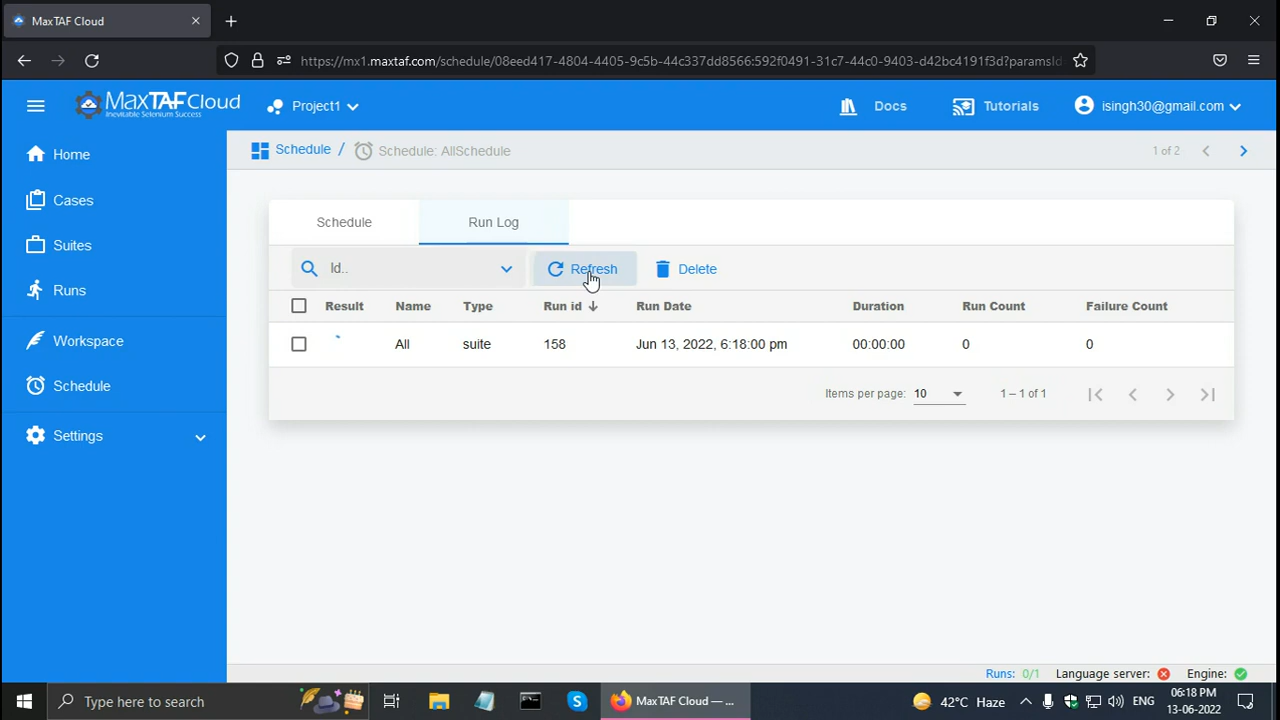 MaxTAF Cloud
https://mx1.maxtaf.com/schedule/08eed417-4804-4405-9c5b-44c337dd8566:592f0491-31c7-44c0-9403-d42bc4191f3d?paramsId
MaxTAFCloud
Inevitable Selenium Success
Project1
Docs
Tutorials
isingh30@gmail.com
Home
Cases
Suites
Runs
Workspace
Schedule
Settings
Schedule / Schedule: AllSchedule
1 of 2
Schedule Run Log
Id.. Refresh Delete
Result Name Type Run id Run Date Duration Run Count Failure Count
All suite 158 Jun 13, 2022, 6:18:00 pm 00:00:00 0 0
Items per page: 10 1 – 1 of 1
Runs: 0/1 Language server: Engine:
Type here to search
MaxTAF Cloud — ...
42°C Haze
ENG
06:18 PM
13-06-2022